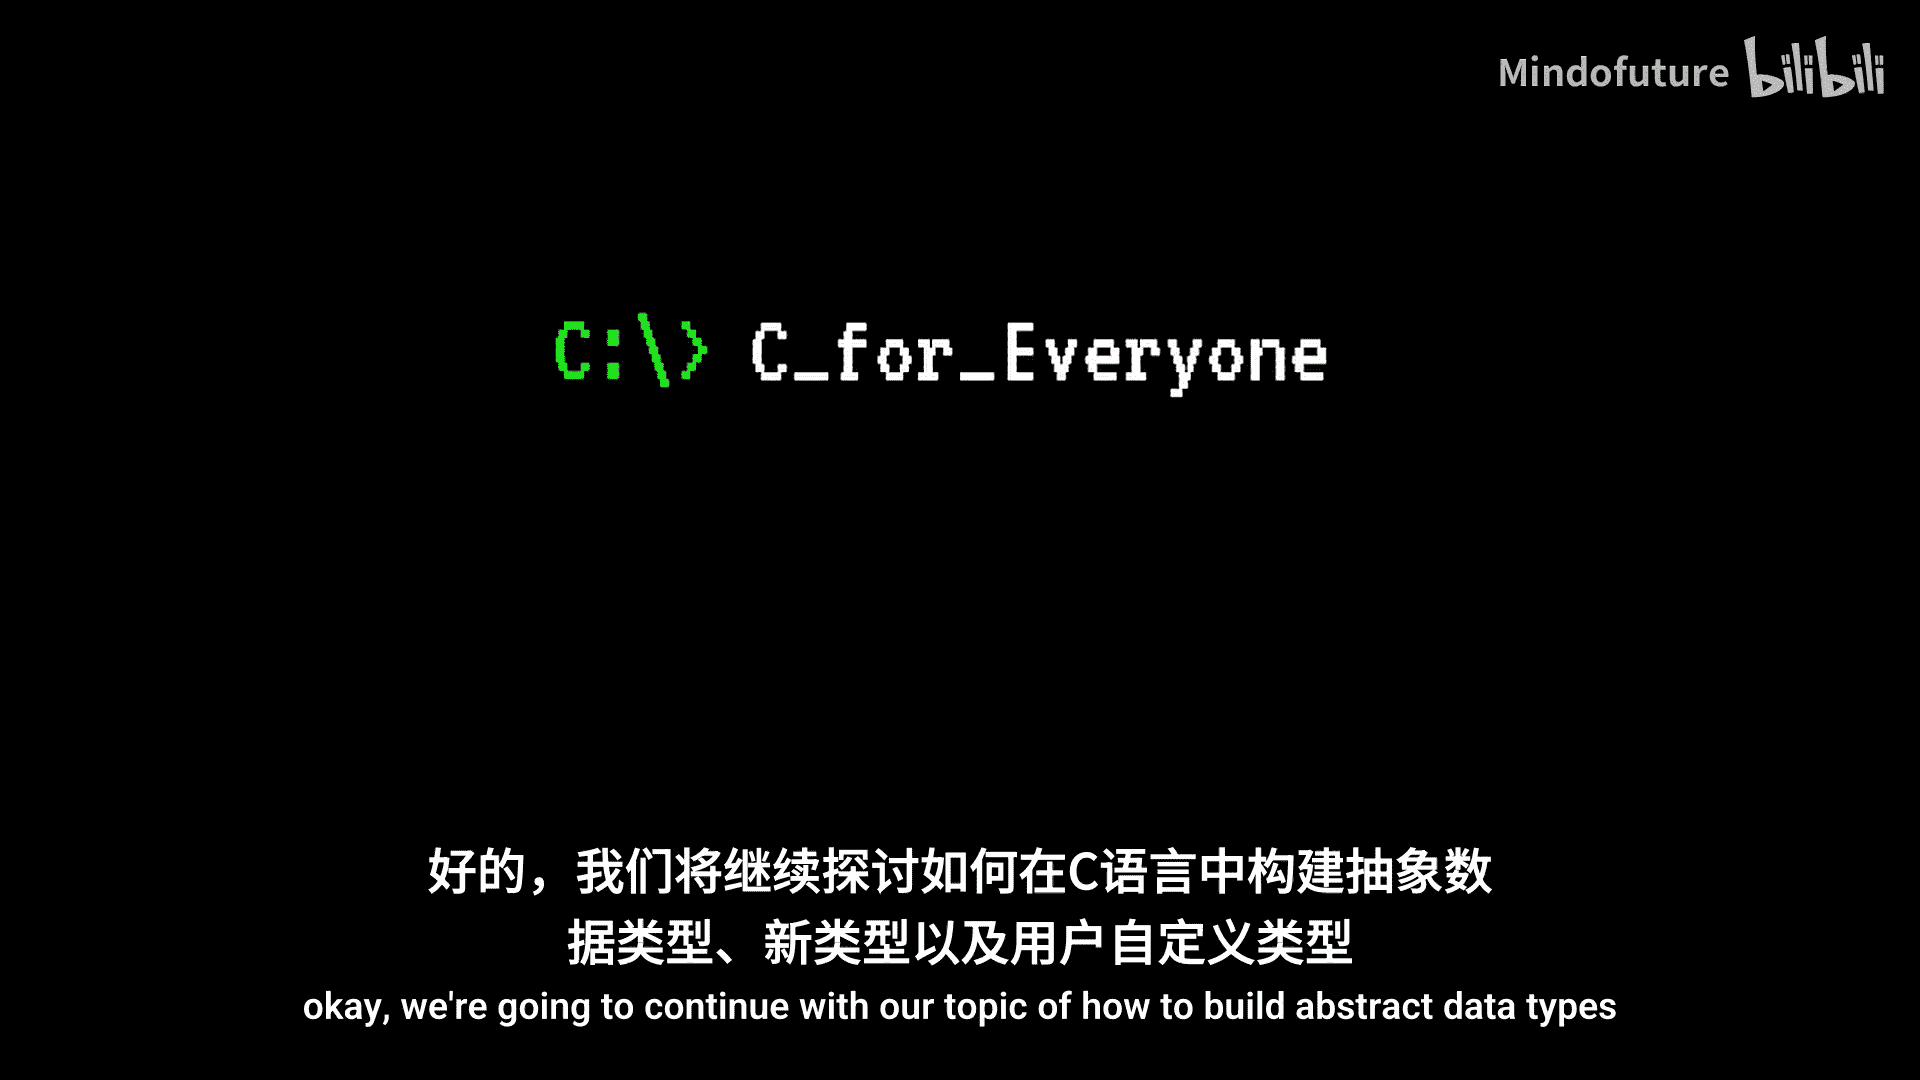 Mindofuture bilibili
C:\> C_for_Everyone
好的，我们将继续探讨如何在C语言中构建抽象数
据类型、新类型以及用户自定义类型
okay, we're going to continue with our topic of how to build abstract data types